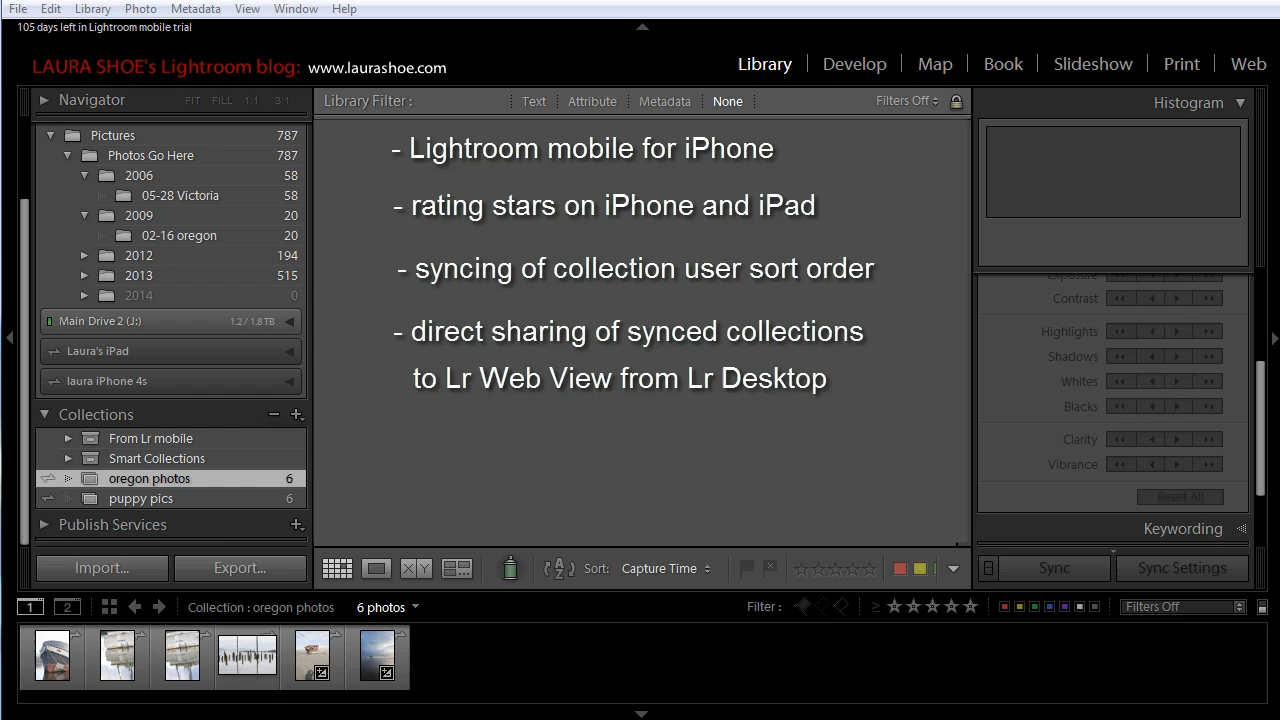 File Edit Library Photo Metadata View Window Help
105 days left in Lightroom mobile trial
LAURA SHOE's Lightroom blog: www.laurashoe.com
Library Develop Map Book Slideshow Print Web
Navigator FIT FILL 1:1 3:1
Library Filter : Text Attribute Metadata None Filters Off
Histogram
Pictures 787
Photos Go Here 787
2006 58
05-28 Victoria 58
2009 20
02-16 oregon 20
2012 194
2013 515
2014 0
Main Drive 2 (J:) 1.2 / 1.8 TB
Laura's iPad
laura iPhone 4s
Collections
From Lr mobile
Smart Collections
oregon photos 6
puppy pics 6
Publish Services
Import... Export...
- Lightroom mobile for iPhone
- rating stars on iPhone and iPad
- syncing of collection user sort order
- direct sharing of synced collections
to Lr Web View from Lr Desktop
Exposure
Contrast
Highlights
Shadows
Whites
Blacks
Clarity
Vibrance
Reset All
Keywording
XY Sort: Capture Time
Sync Sync Settings
1 2 Collection : oregon photos 6 photos Filter : Filters Off